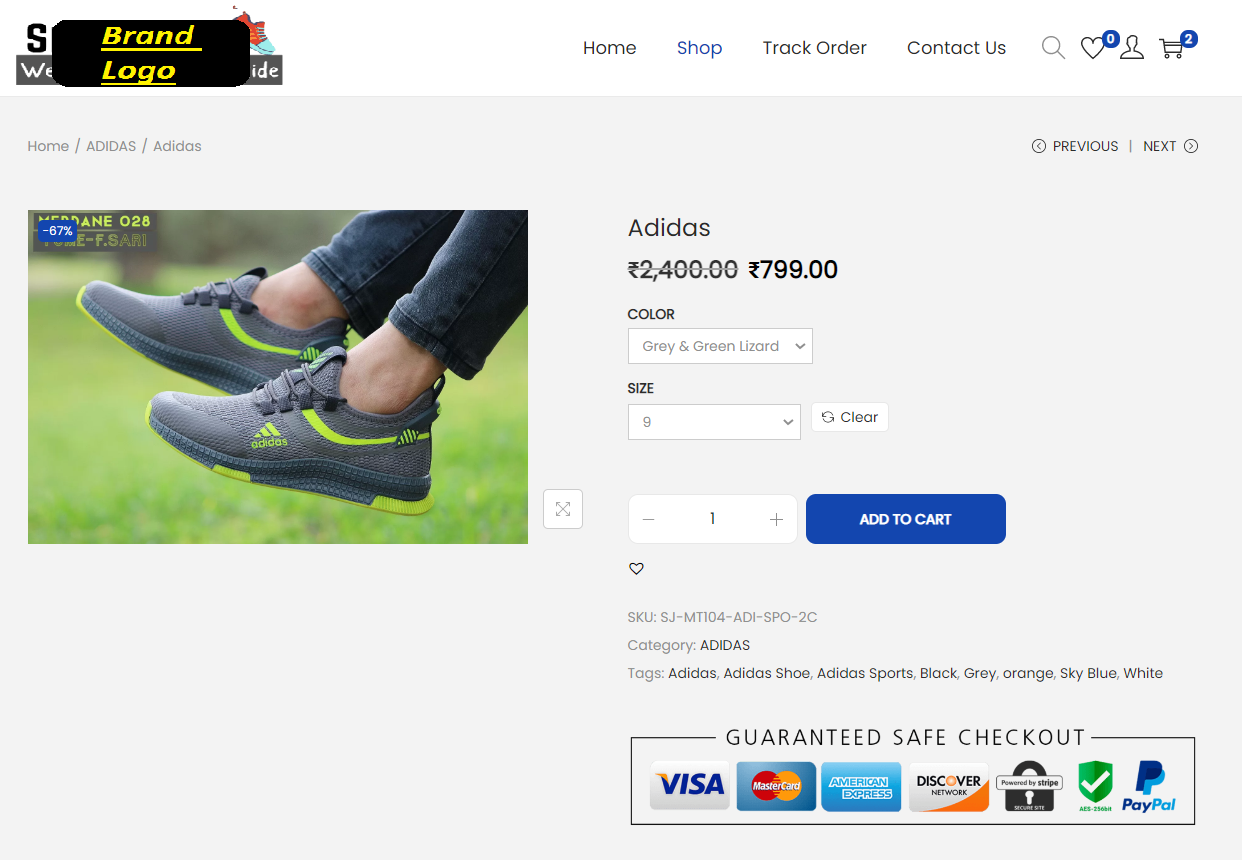 S
Brand
Logo
We
ide
Home
Shop
Track Order
Contact Us
0
2
Home / ADIDAS / Adidas
PREVIOUS | NEXT
028
-67%
F.SARI
adidas
Adidas
₹2,400.00 ₹799.00
COLOR
Grey & Green Lizard
SIZE
9
Clear
1
ADD TO CART
SKU: SJ-MT104-ADI-SPO-2C
Category: ADIDAS
Tags: Adidas, Adidas Shoe, Adidas Sports, Black, Grey, orange, Sky Blue, White
GUARANTEED SAFE CHECKOUT
VISA
MasterCard
AMERICAN
EXPRESS
DISCOVER
NETWORK
Powered by stripe
SECURE SITE
AES-256bit
PayPal